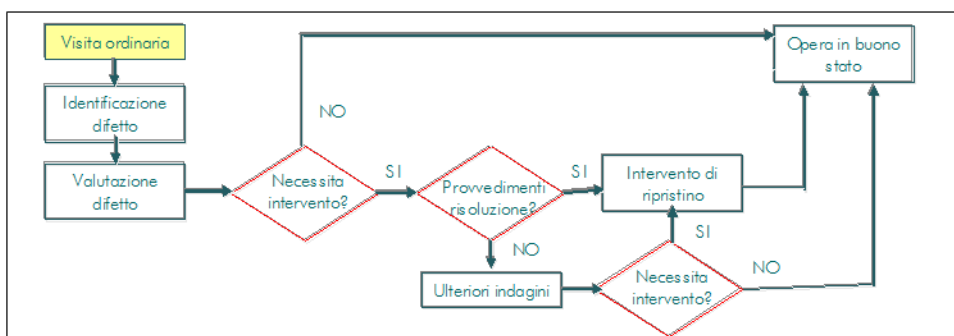 Visita ordinaria
Identificazione
difetto
Valutazione
difetto
NO
Necessita
intervento?
SI
Provvedimenti
risoluzione?
SI
Intervento di
ripristino
Opera in buono
stato
NO
Ulteriori indagini
SI
Necessita
intervento?
NO